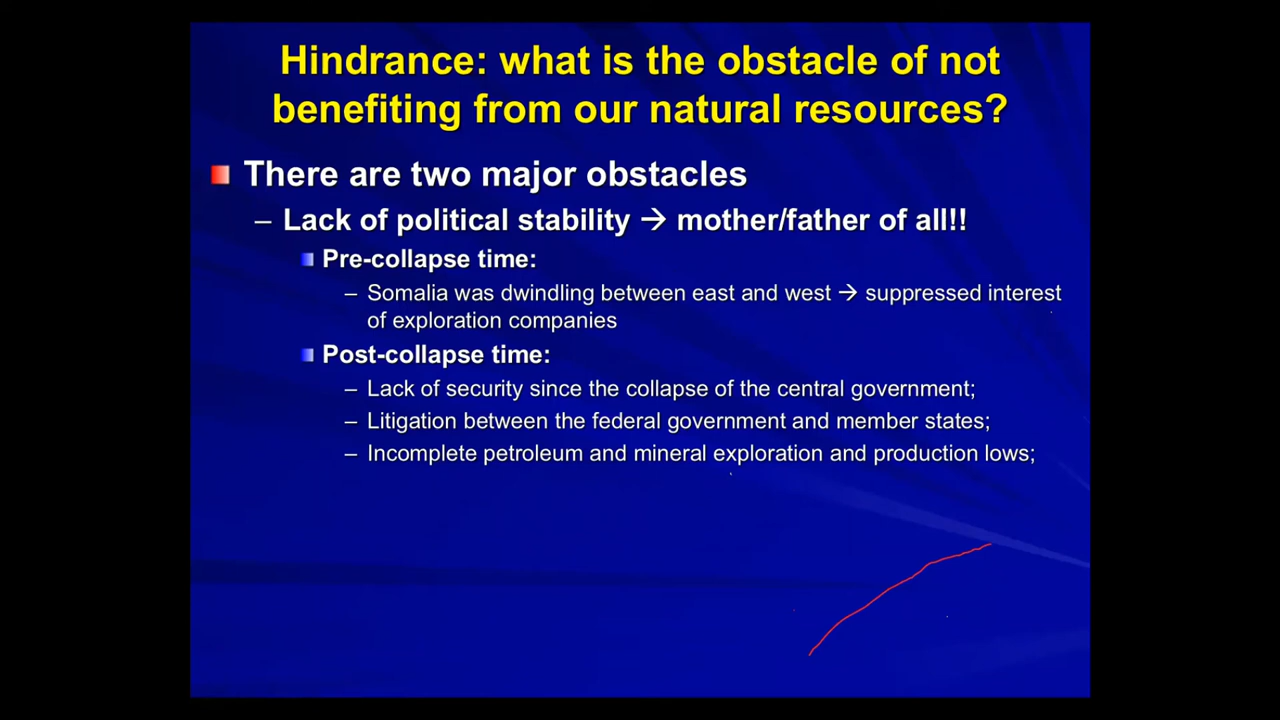 Hindrance: what is the obstacle of not
benefiting from our natural resources?
There are two major obstacles
– Lack of political stability → mother/father of all!!
Pre-collapse time:
– Somalia was dwindling between east and west → suppressed interest
of exploration companies
Post-collapse time:
– Lack of security since the collapse of the central government;
– Litigation between the federal government and member states;
– Incomplete petroleum and mineral exploration and production lows;